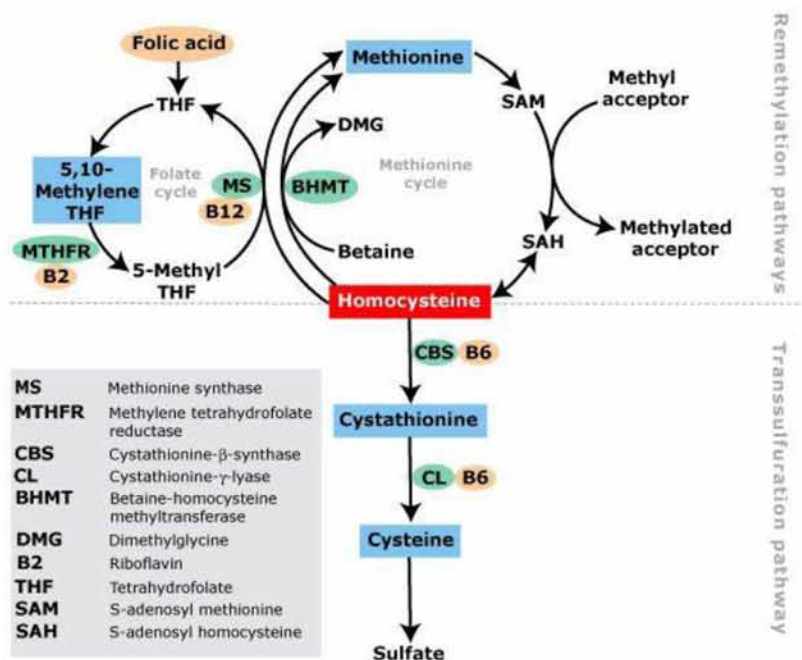 Folic acid
THF
5,10-
Methylene
THF
Folate
cycle
MTHFR
B2
5-Methyl
THF
MS
B12
BHMT
DMG
Betaine
Methionine
Methionine
cycle
SAM
SAH
Methyl
acceptor
Methylated
acceptor
Remethylation pathways
Homocysteine
CBS B6
Cystathionine
CL B6
Cysteine
Sulfate
Transsulfuration pathway
MS Methionine synthase
MTHFR Methylene tetrahydrofolate
reductase
CBS Cystathionine-β-synthase
CL Cystathionine-γ-lyase
BHMT Betaine-homocysteine
methyltransferase
DMG Dimethylglycine
B2 Riboflavin
THF Tetrahydrofolate
SAM S-adenosyl methionine
SAH S-adenosyl homocysteine